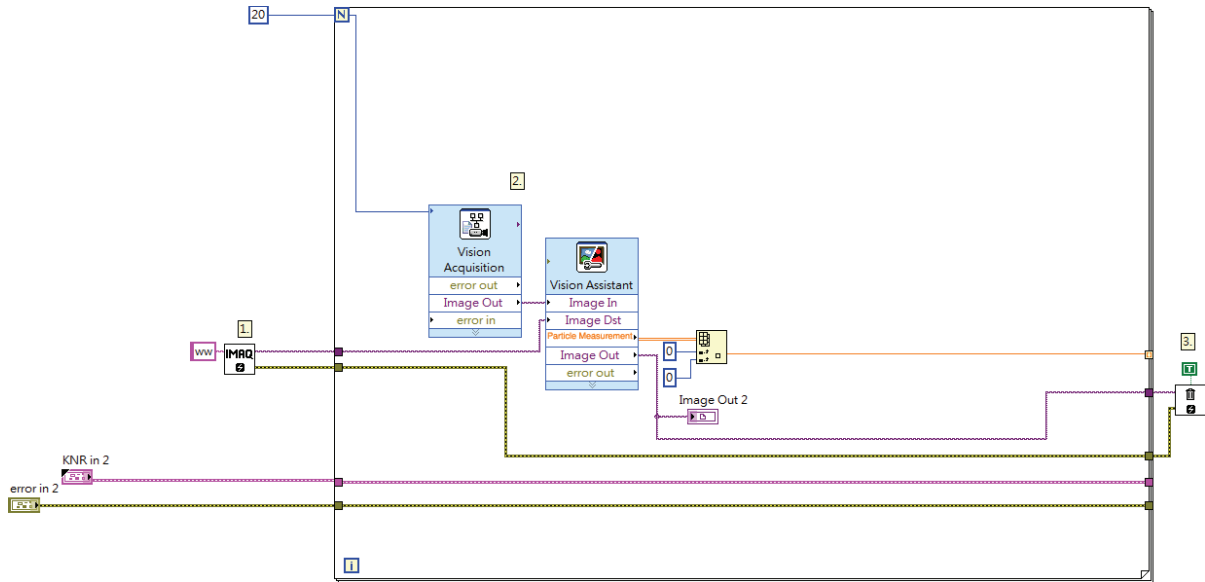 20
N
2.
Vision
Acquisition
error out
Image Out
error in
Vision Assistant
Image In
Image Dst
Particle Measurement
Image Out
error out
1.
ww
IMAQ
0
0
Image Out 2
3.
T
KNR in 2
error in 2
i